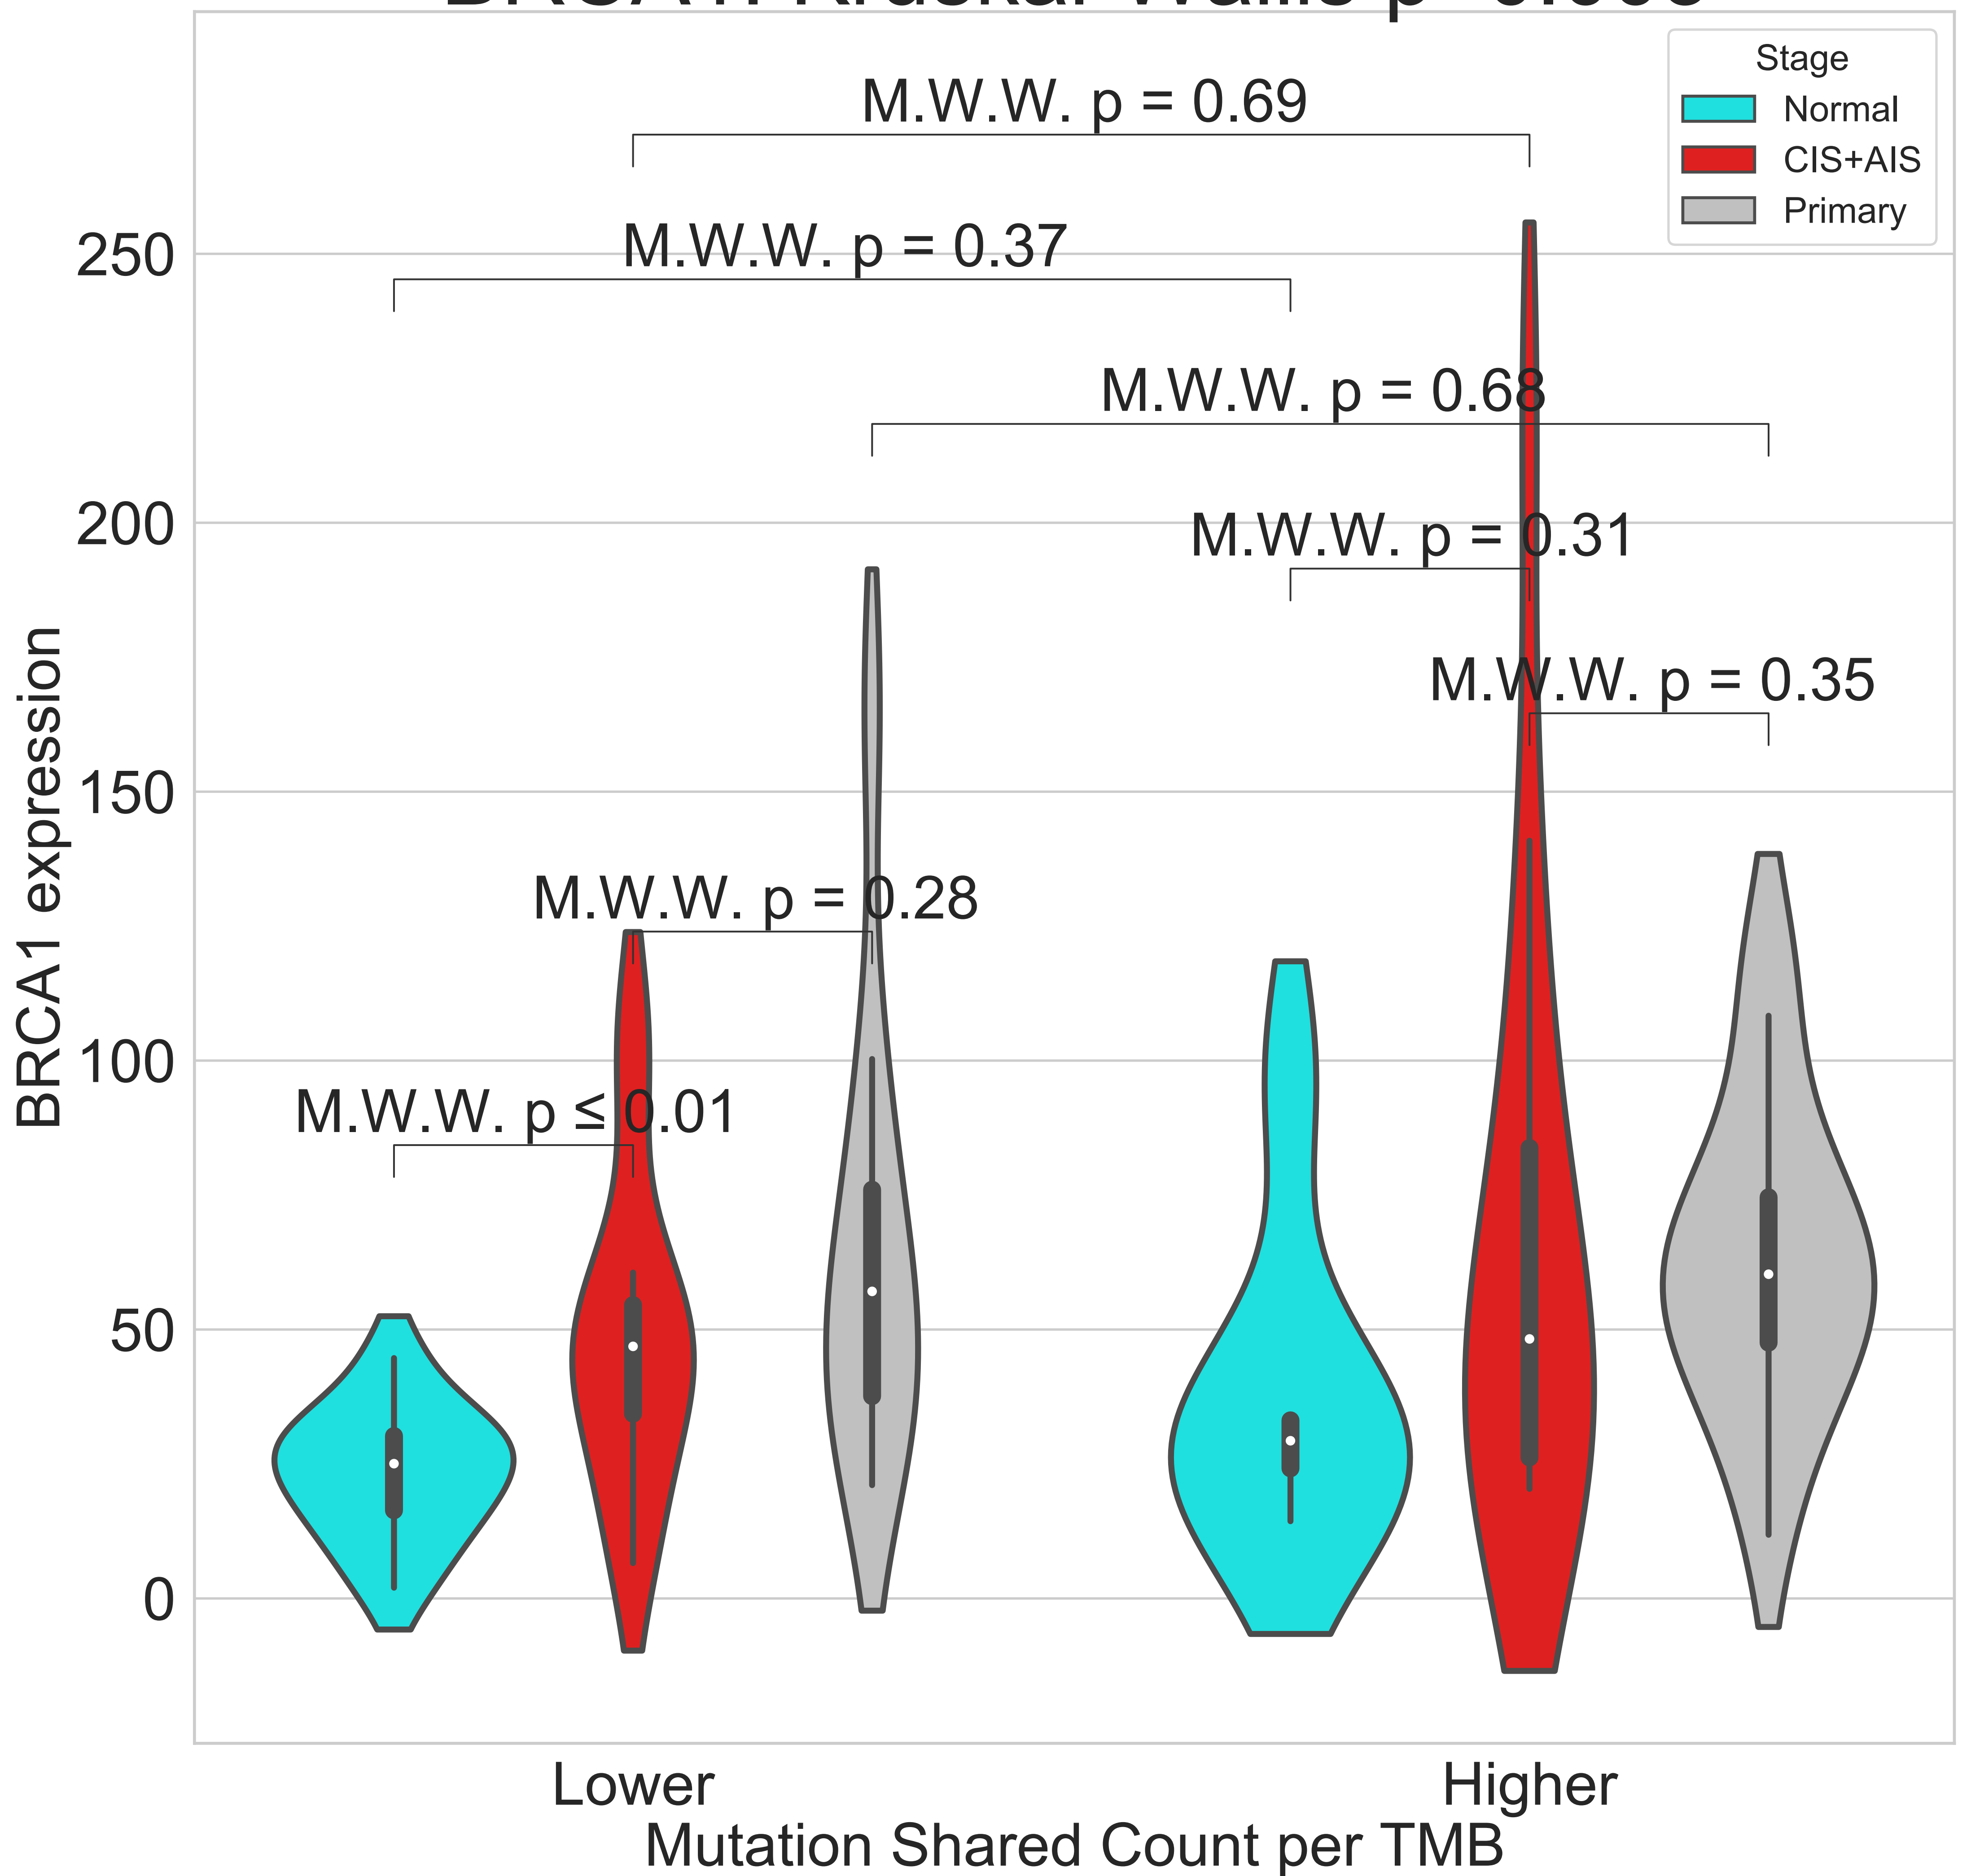 Stage
Normal
CIS+AIS
Primary
M.W.W. p = 0.69
M.W.W. p = 0.37
M.W.W. p = 0.68
M.W.W. p = 0.31
M.W.W. p = 0.35
M.W.W. p = 0.28
M.W.W. p ≤ 0.01
250
200
150
100
50
0
BRCA1 expression
Lower
Higher
Mutation Shared Count per TMB